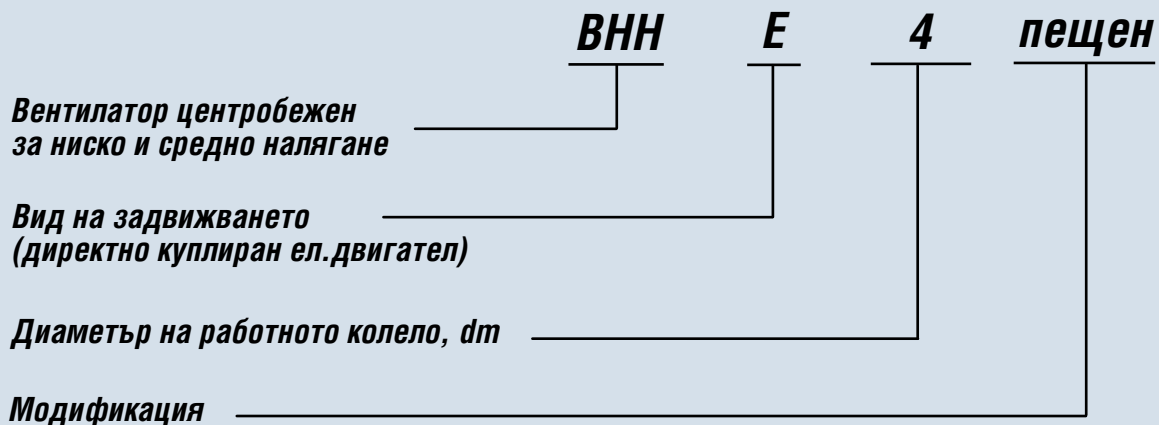 ВНН Е 4 пещен
Вентилатор центробежен
за ниско и средно налягане
Вид на задвижването
(директно куплиран ел.двигател)
Диаметър на работното колело, dm
Модификация